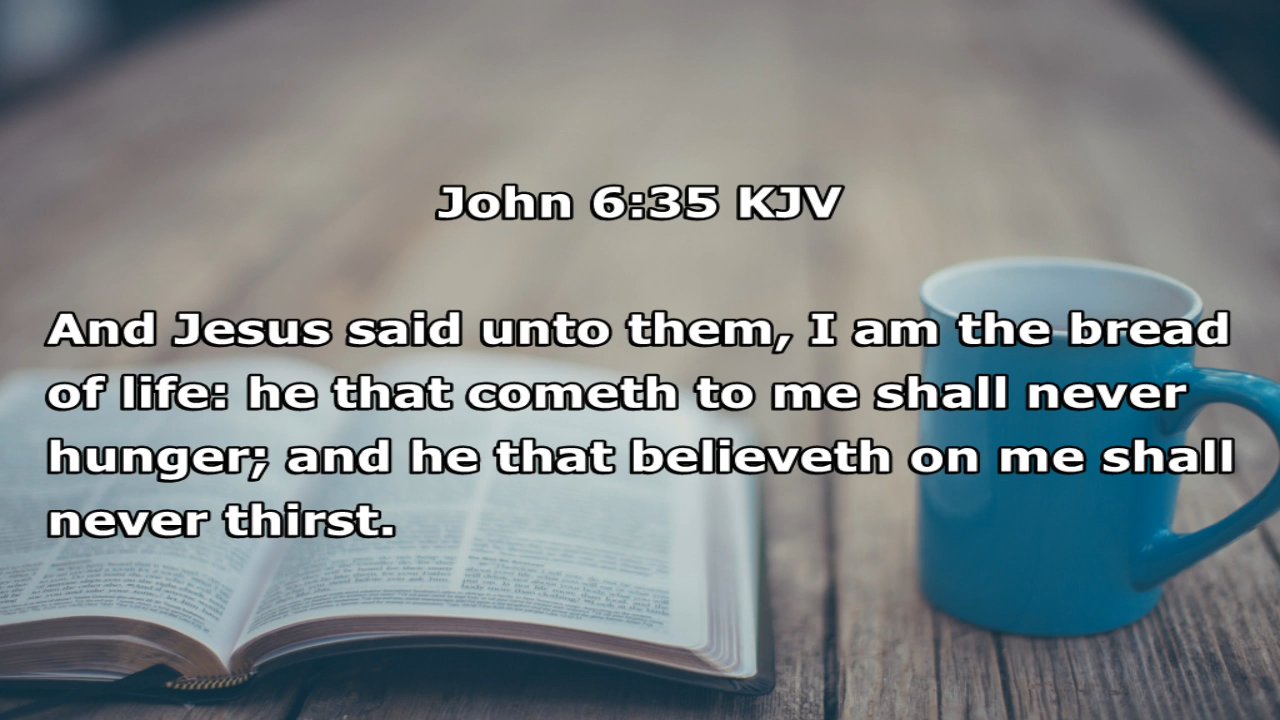 John 6:35 KJV
And Jesus said unto them, I am the bread
of life: he that cometh to me shall never
hunger; and he that believeth on me shall
never thirst.